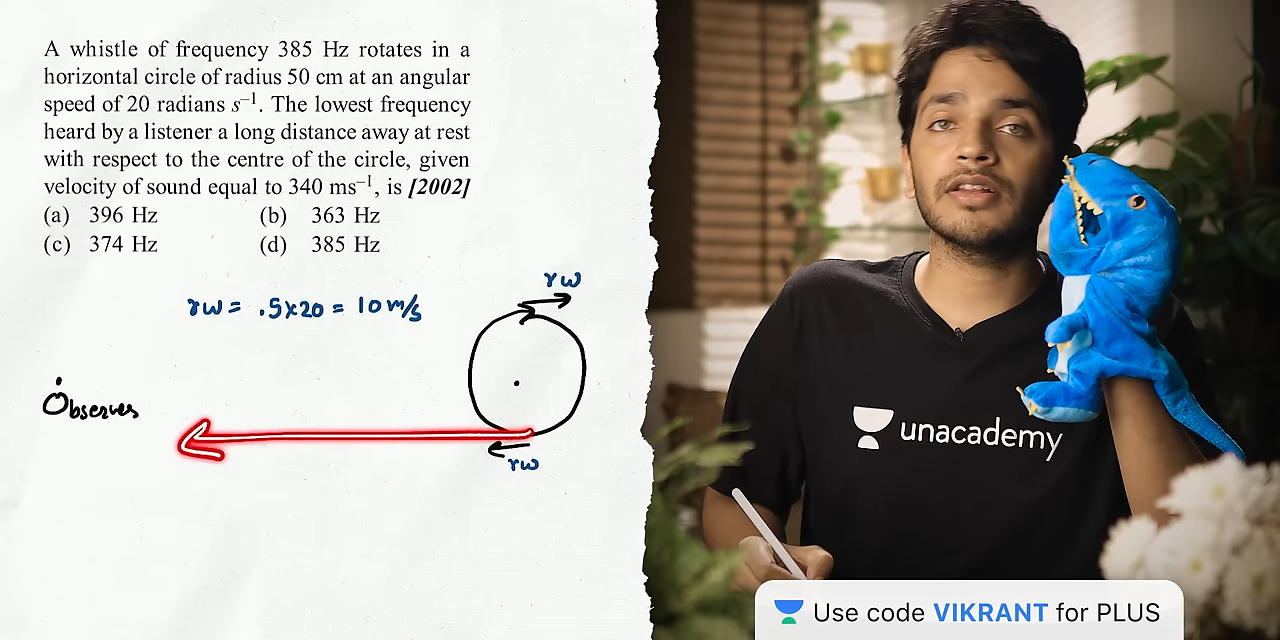 A whistle of frequency 385 Hz rotates in a
horizontal circle of radius 50 cm at an angular
speed of 20 radians s⁻¹. The lowest frequency
heard by a listener a long distance away at rest
with respect to the centre of the circle, given
velocity of sound equal to 340 ms⁻¹, is [2002]
(a) 396 Hz (b) 363 Hz
(c) 374 Hz (d) 385 Hz
rω
rω = .5x20 = 10 m/s
Observer
rω
unacademy
Use code VIKRANT for PLUS